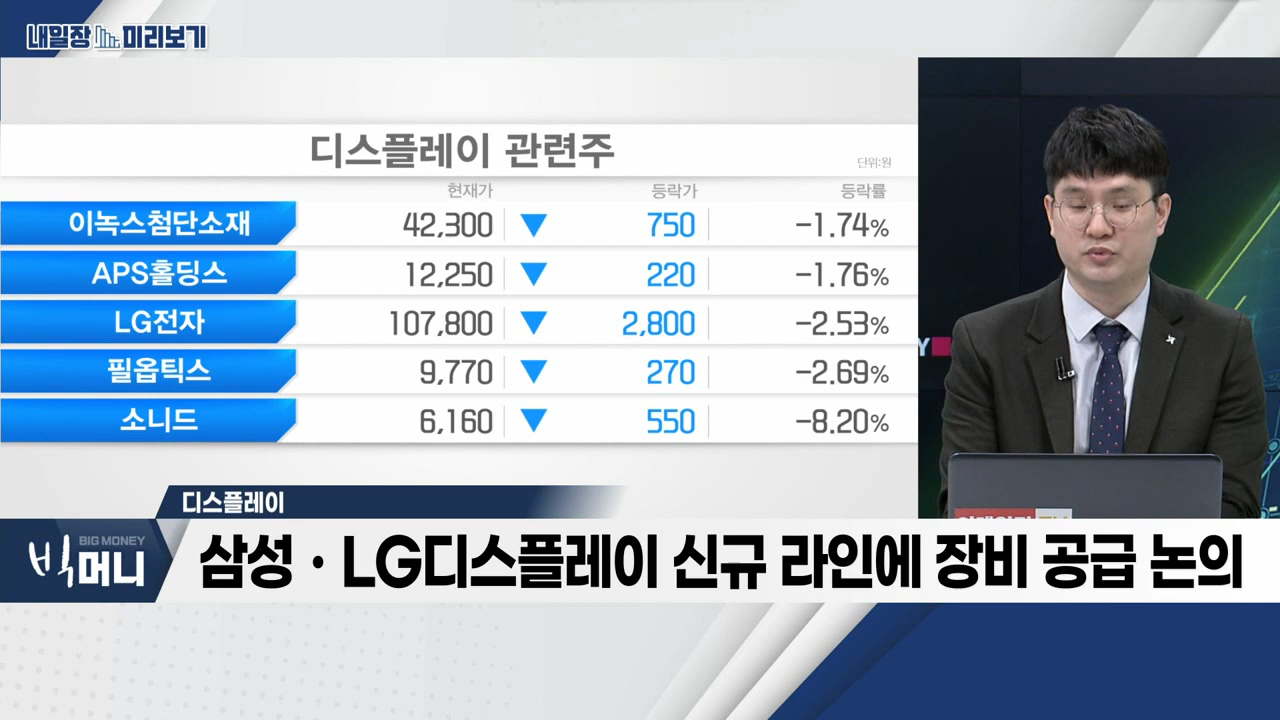 내일장 미리보기
디스플레이 관련주
단위:원
현재가 등락가 등락률
이녹스첨단소재 42,300 ▼ 750 -1.74%
APS홀딩스 12,250 ▼ 220 -1.76%
LG전자 107,800 ▼ 2,800 -2.53%
필옵틱스 9,770 ▼ 270 -2.69%
소니드 6,160 ▼ 550 -8.20%
Y
디스플레이
BIG MONEY
빅머니
삼성·LG디스플레이 신규 라인에 장비 공급 논의